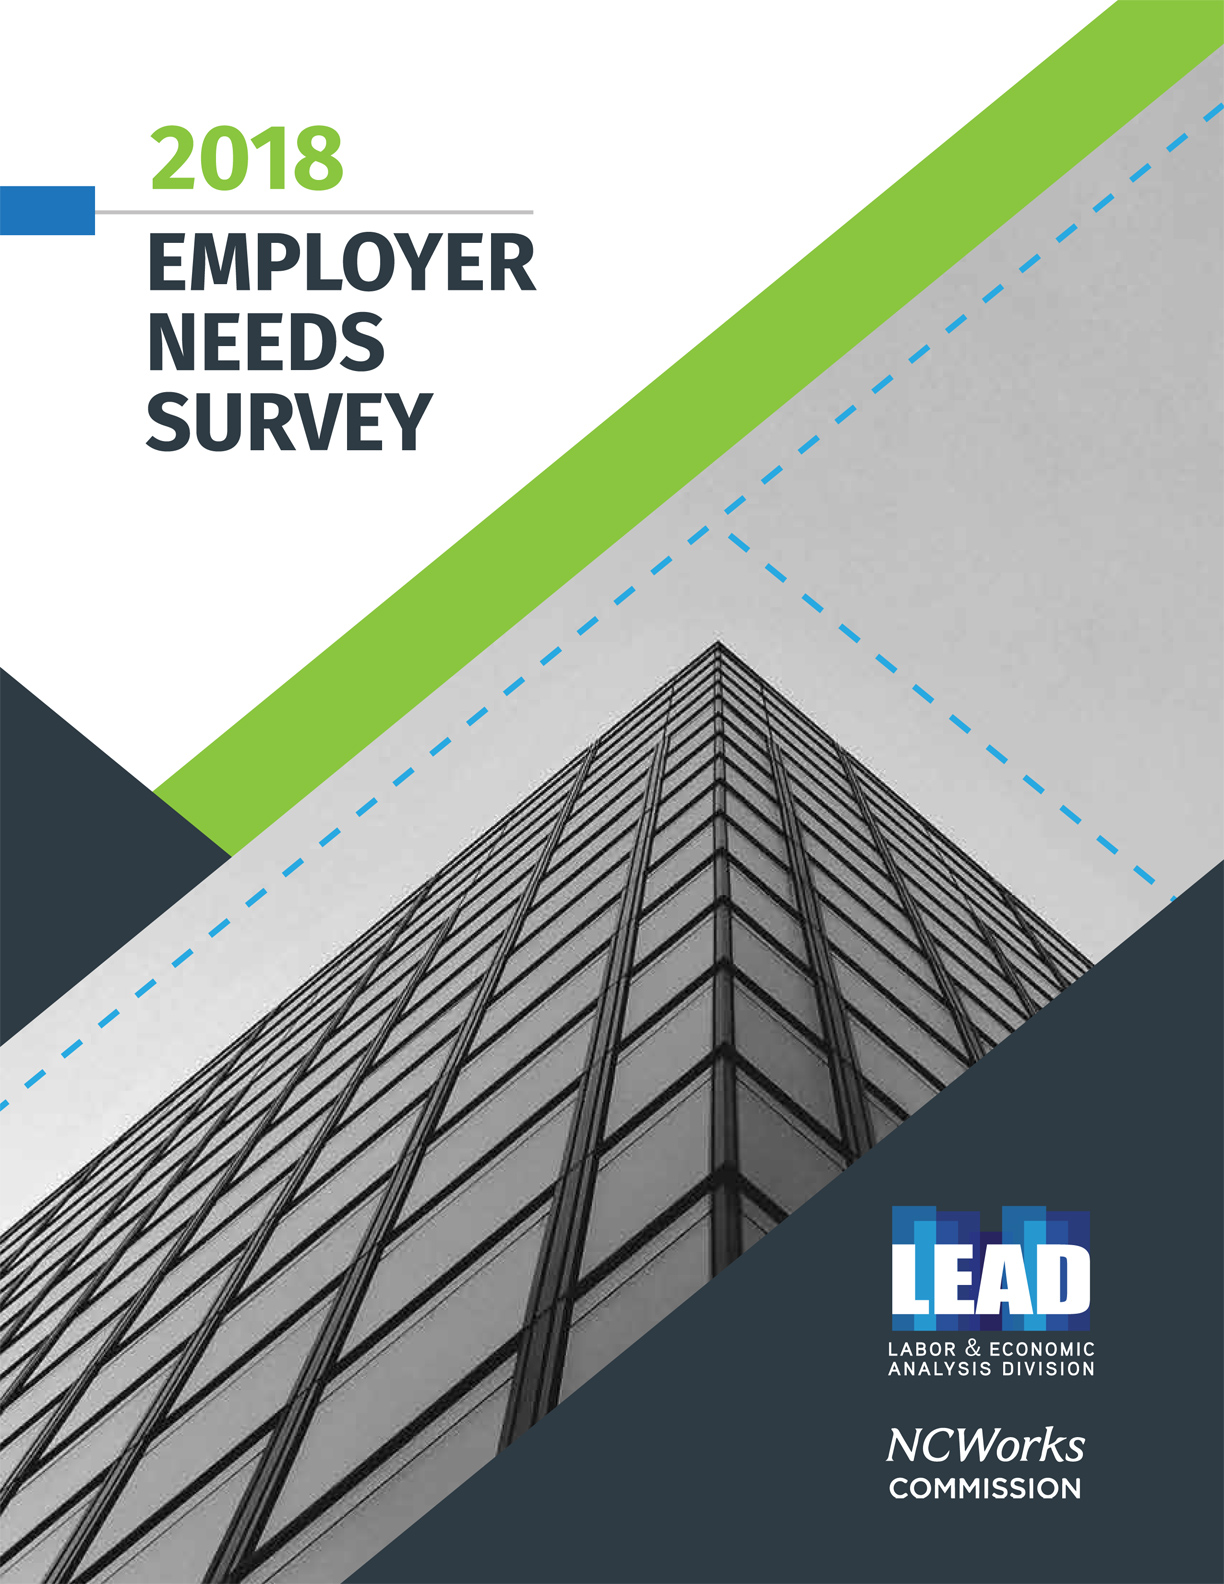 2018
EMPLOYER
NEEDS
SURVEY
LEAD
LABOR & ECONOMIC
ANALYSIS DIVISION
NCWorks
COMMISSION